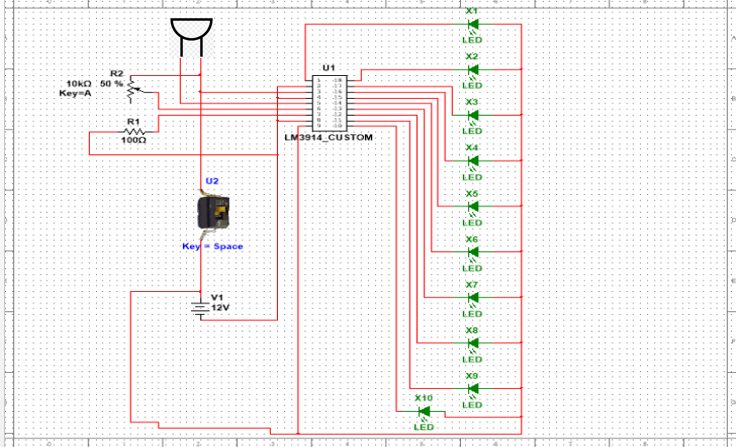 X1
LED
X2
LED
U1
R2
10kΩ 50 %
Key=A
X3
LED
R1
100Ω
LM3914_CUSTOM
X4
LED
U2
X5
LED
Key = Space
X6
LED
V1
12V
X7
LED
X8
LED
X9
LED
X10
LED